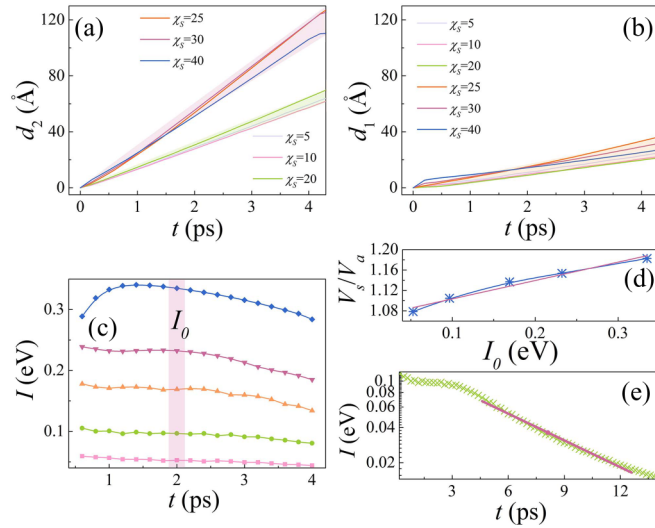 (a)
χs=25
χs=30
χs=40
χs=5
χs=10
χs=20
d2 (Å)
120
80
40
0
0 1 2 3 4
t (ps)
(b)
χs=5
χs=10
χs=20
χs=25
χs=30
χs=40
d1 (Å)
120
80
40
0
0 1 2 3 4
t (ps)
(c)
I0
I (eV)
0.3
0.1
1 2 3 4
t (ps)
(d)
Vs/Va
1.20
1.16
1.12
1.08
0.1 0.2 0.3
I0 (eV)
(e)
I (eV)
0.1
0.06
0.04
0.02
3 6 9 12
t (ps)